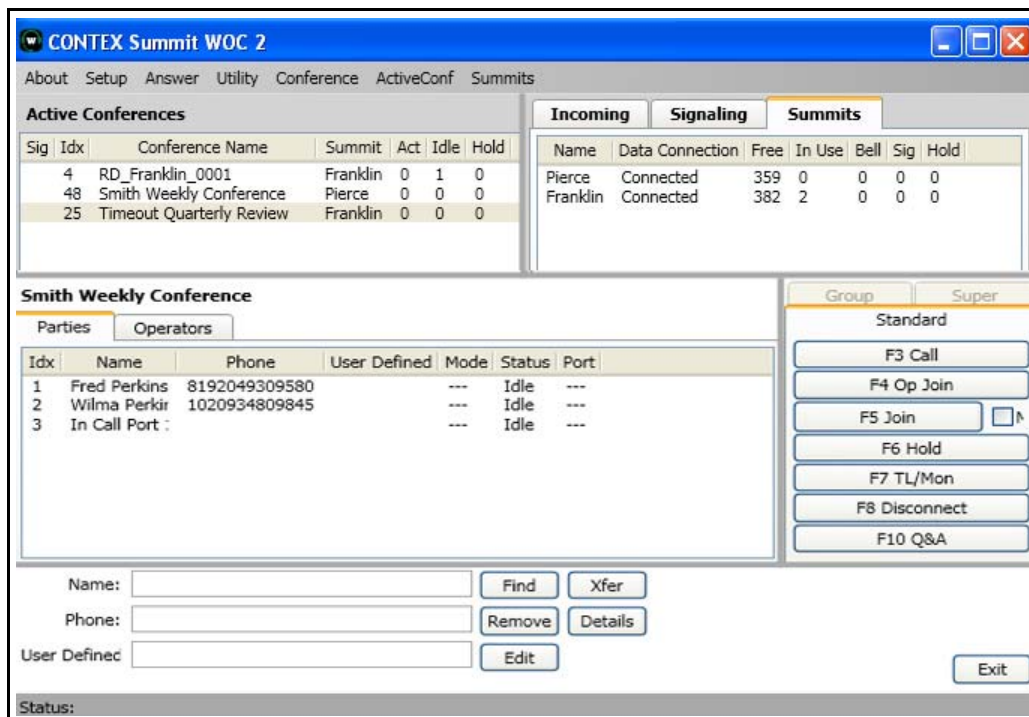 CONTEX Summit WOC 2
About Setup Answer Utility Conference ActiveConf Summits
Active Conferences
Sig Idx Conference Name Summit Act Idle Hold
4 RD_Franklin_0001 Franklin 0 1 0
48 Smith Weekly Conference Pierce 0 0 0
25 Timeout Quarterly Review Franklin 0 0 0
Incoming Signaling Summits
Name Data Connection Free In Use Bell Sig Hold
Pierce Connected 359 0 0 0 0
Franklin Connected 382 2 0 0 0
Smith Weekly Conference
Parties Operators
Idx Name Phone User Defined Mode Status Port
1 Fred Perkins 8192049309580 --- Idle ---
2 Wilma Perkir 1020934809845 --- Idle ---
3 In Call Port : --- Idle ---
Group Super
Standard
F3 Call
F4 Op Join
F5 Join
F6 Hold
F7 TL/Mon
F8 Disconnect
F10 Q&A
Name: Find Xfer
Phone: Remove Details
User Defined Edit
Exit
Status: